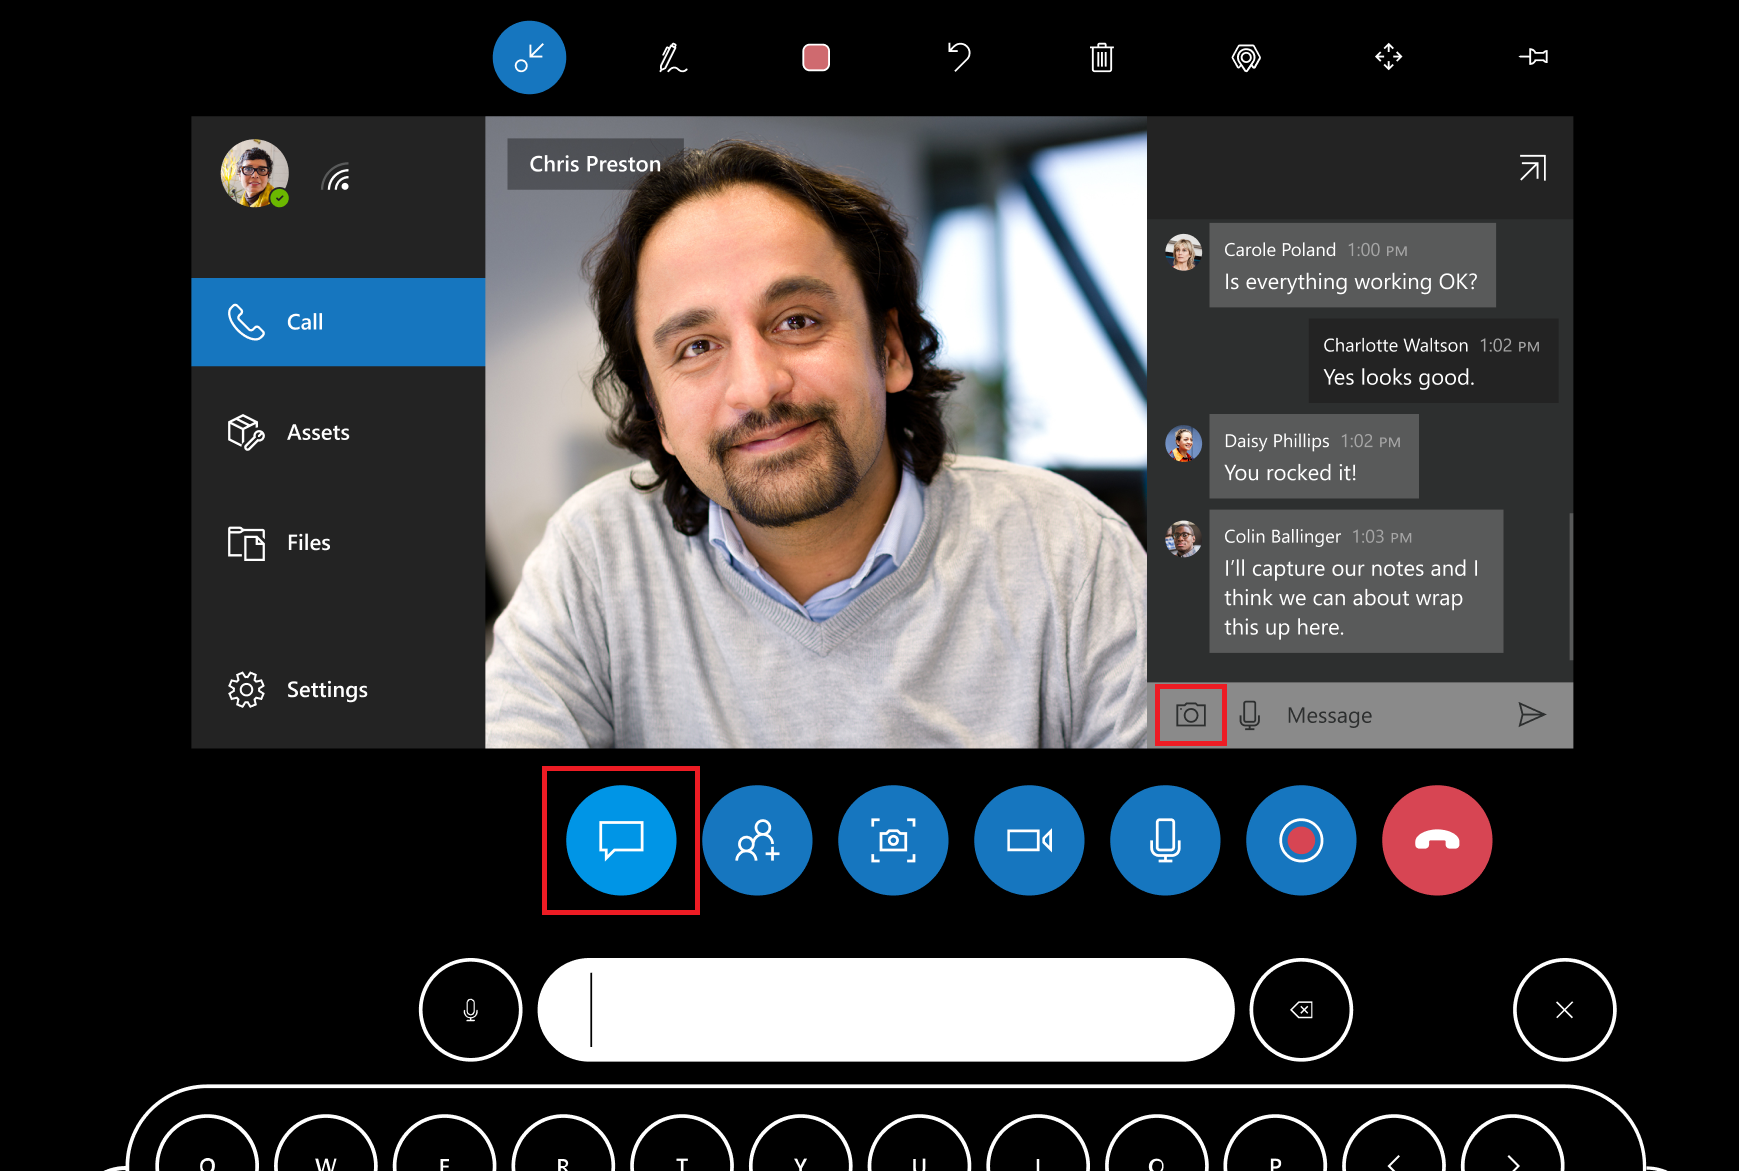 Chris Preston
Call
Assets
Files
Settings
Carole Poland 1:00 PM
Is everything working OK?
Charlotte Waltson 1:02 PM
Yes looks good.
Daisy Phillips 1:02 PM
You rocked it!
Colin Ballinger 1:03 PM
I'll capture our notes and I
think we can about wrap
this up here.
Message
Q W E R T Y U I O P